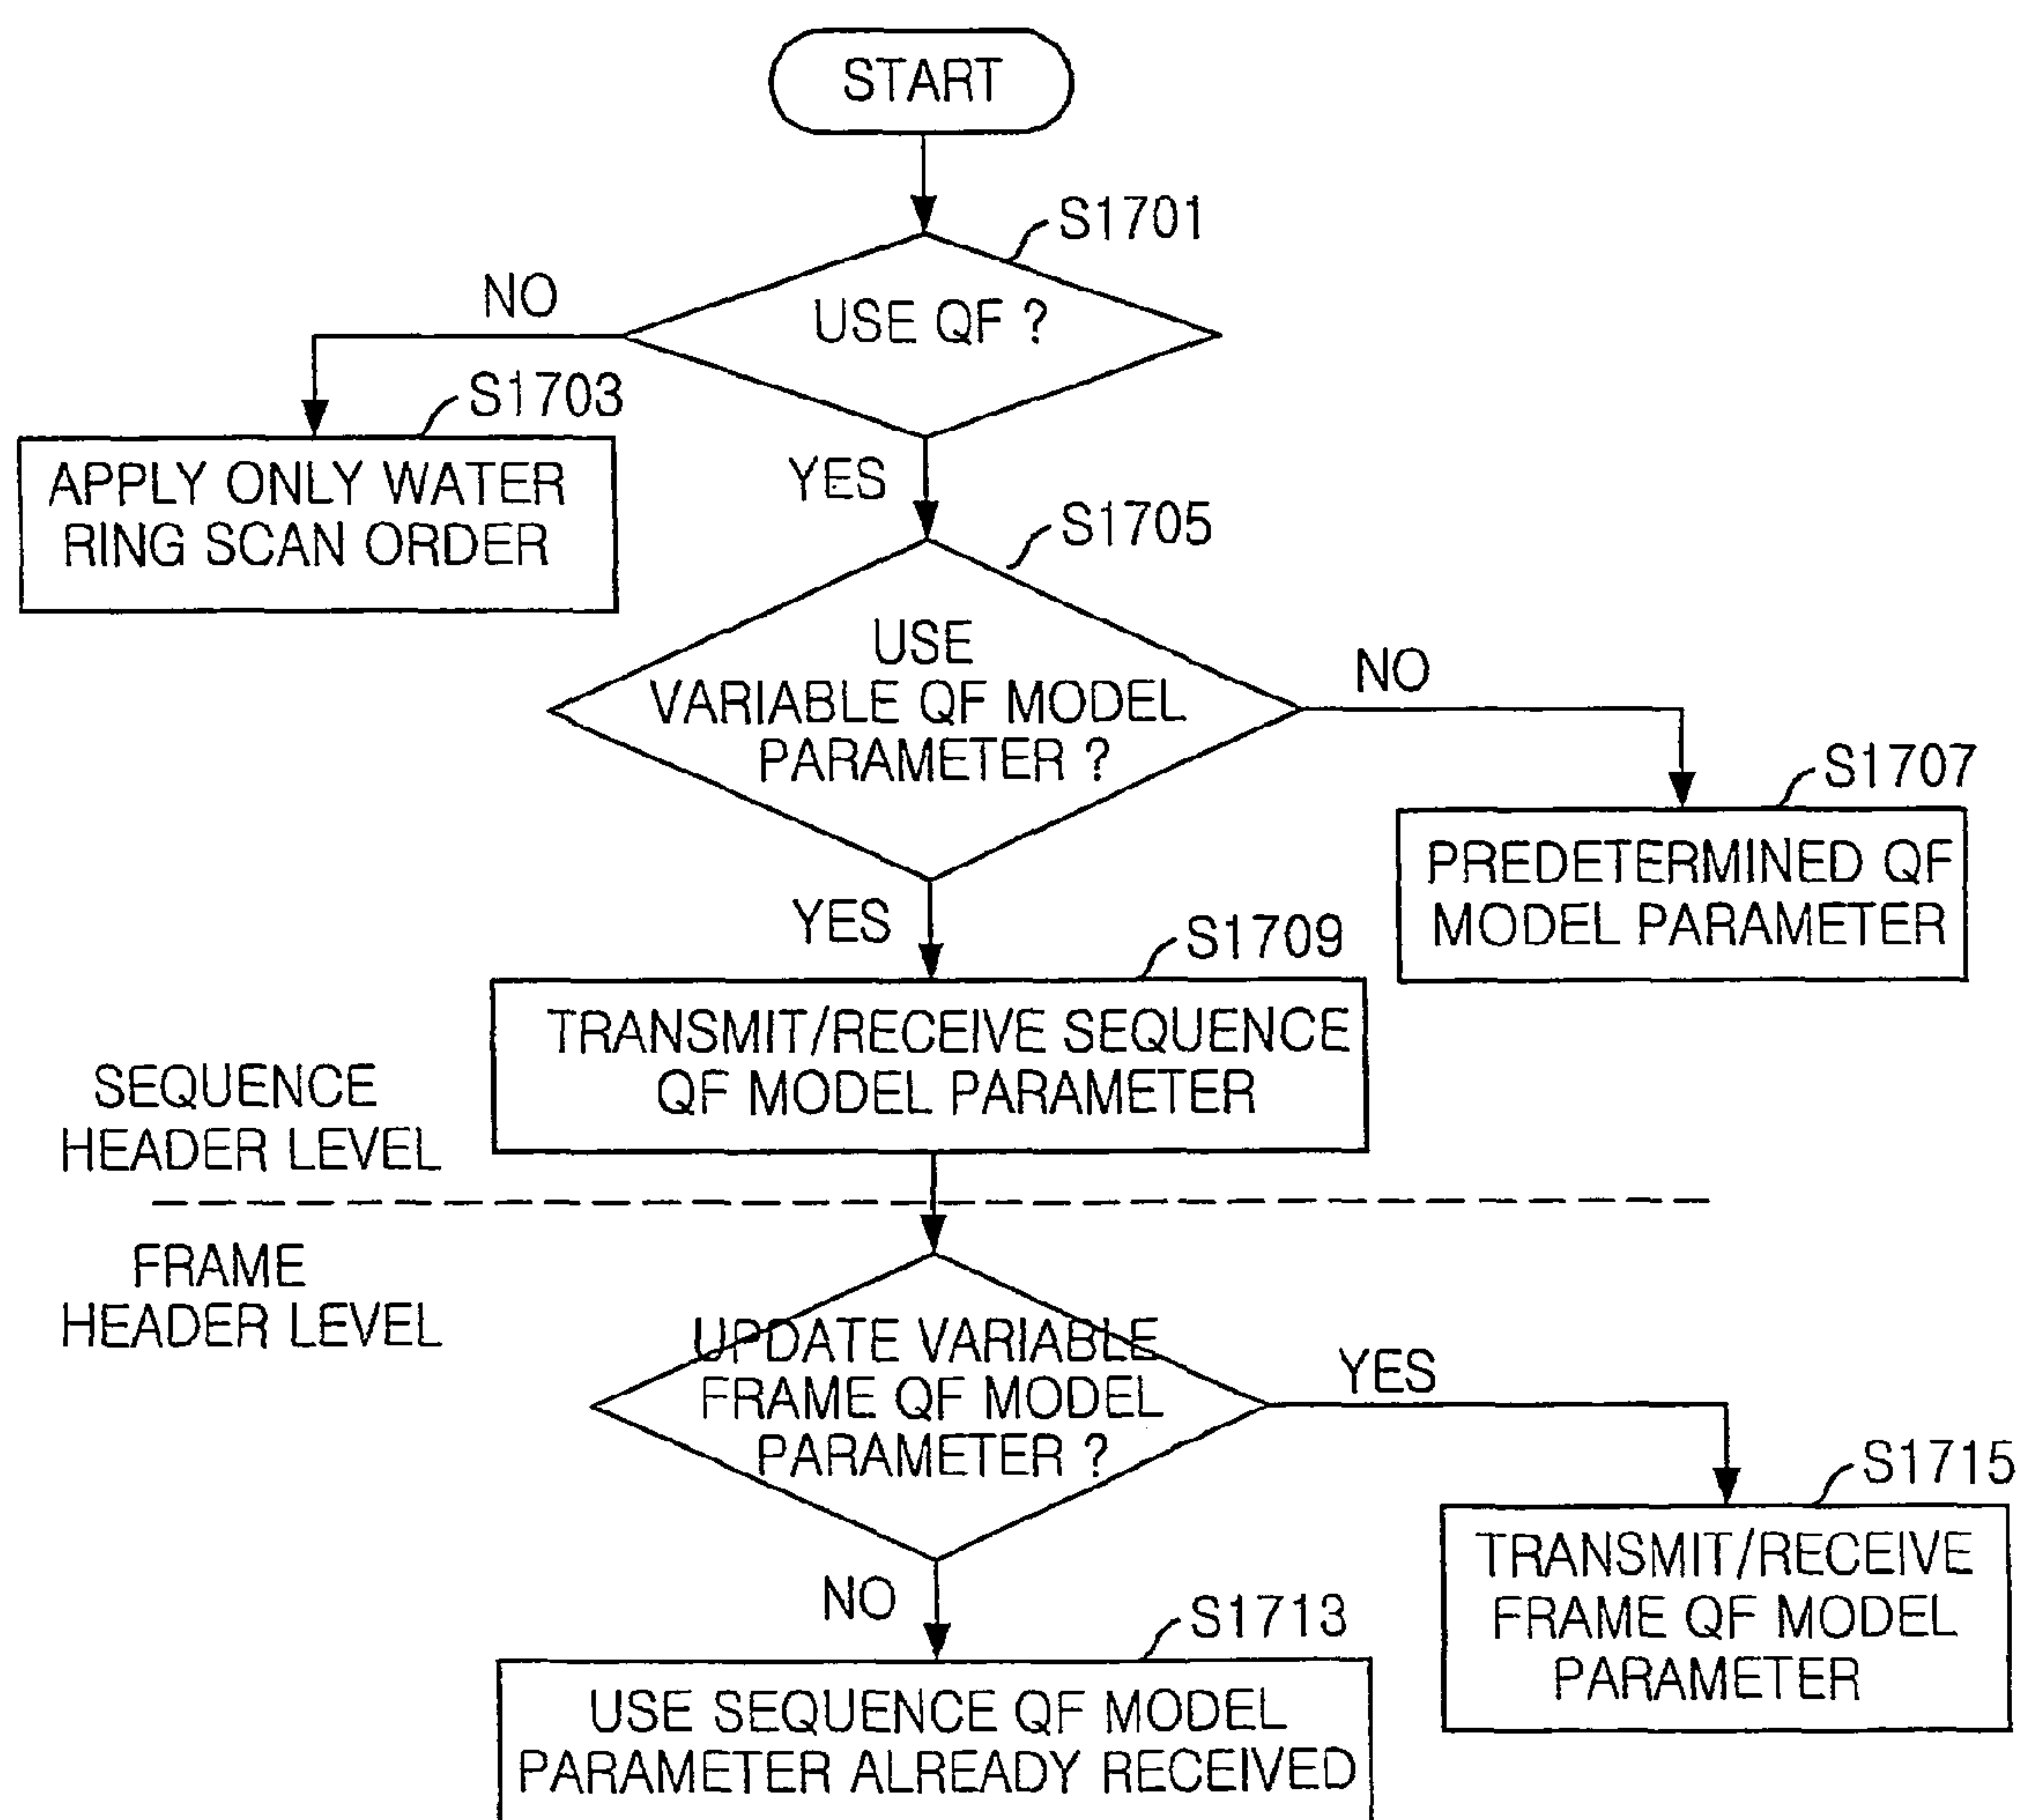 START
S1701
NO
USE QF ?
S1703
APPLY ONLY WATER
RING SCAN ORDER
YES
S1705
USE
VARIABLE QF MODEL
PARAMETER ?
NO
S1707
PREDETERMINED QF
MODEL PARAMETER
YES
S1709
TRANSMIT/RECEIVE SEQUENCE
QF MODEL PARAMETER
SEQUENCE
HEADER LEVEL
FRAME
HEADER LEVEL
UPDATE VARIABLE
FRAME QF MODEL
PARAMETER ?
YES
S1715
TRANSMIT/RECEIVE
FRAME QF MODEL
PARAMETER
NO
S1713
USE SEQUENCE QF MODEL
PARAMETER ALREADY RECEIVED